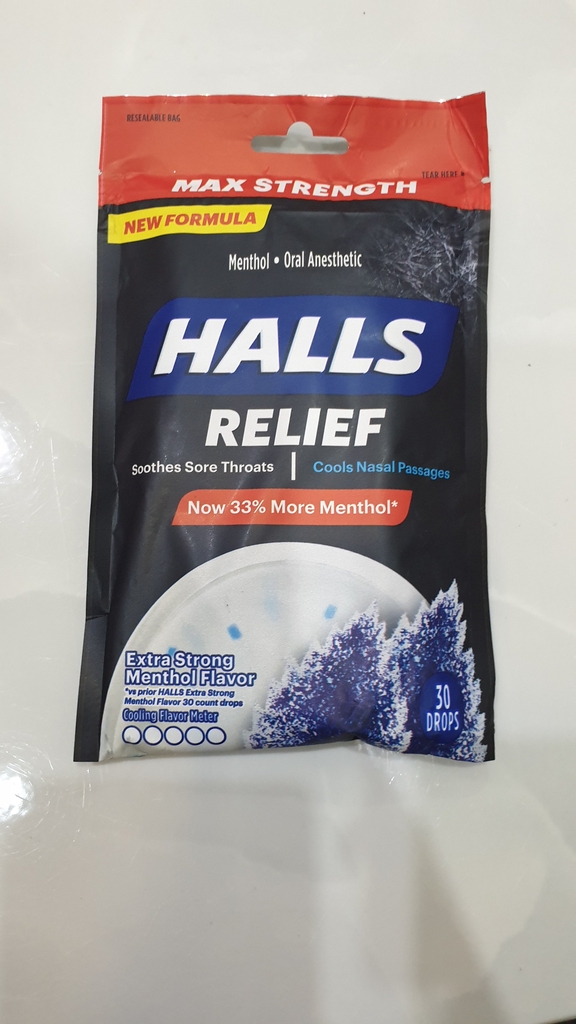 RESEALABLE BAG
TEAR HERE
MAX STRENGTH
NEW FORMULA
Menthol • Oral Anesthetic
HALLS
RELIEF
Soothes Sore Throats | Cools Nasal Passages
Now 33% More Menthol*
Extra Strong
Menthol Flavor
*vs prior HALLS Extra Strong
Menthol Flavor 30 count drops
Cooling Flavor Meter
30
DROPS